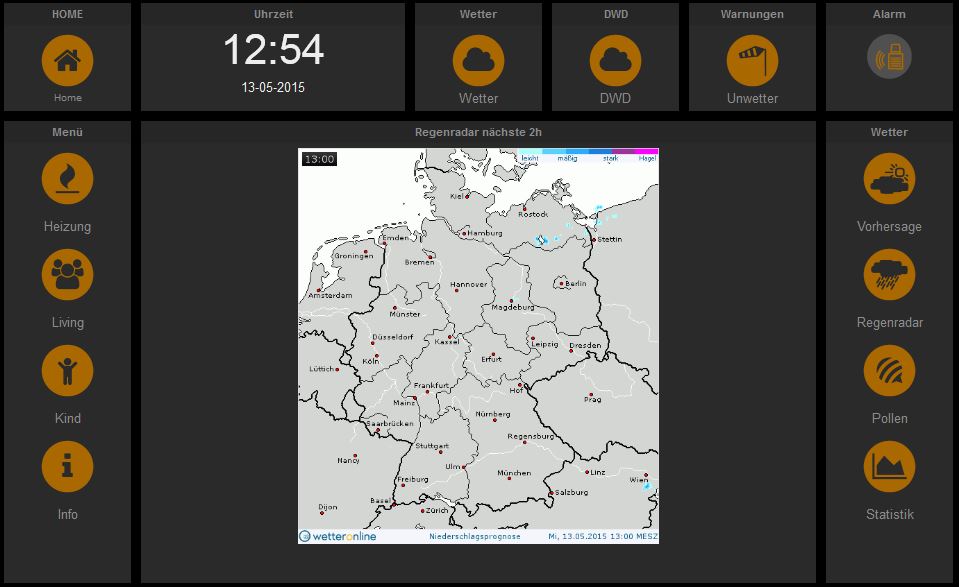 HOME
Home
Uhrzeit
12:54
13-05-2015
Wetter
Wetter
DWD
DWD
Warnungen
Unwetter
Alarm
Menü
Heizung
Living
Kind
Info
Regenradar nächste 2h
13:00
leicht mäßig stark Hagel
Kiel
Rostock
Hamburg
Stettin
Emden
Groningen
Bremen
Hannover
Berlin
Amsterdam
Magdeburg
Münster
Düsseldorf
Kassel
Leipzig
Dresden
Köln
Erfurt
Lüttich
Frankfurt
Hof
Mainz
Prag
Nürnberg
Saarbrücken
Regensburg
Stuttgart
Nancy
Ulm
München
Linz
Wien
Freiburg
Salzburg
Basel
Zürich
Dijon
wetteronline
Niederschlagsprognose
Mi, 13.05.2015 13:00 MESZ
Wetter
Vorhersage
Regenradar
Pollen
Statistik